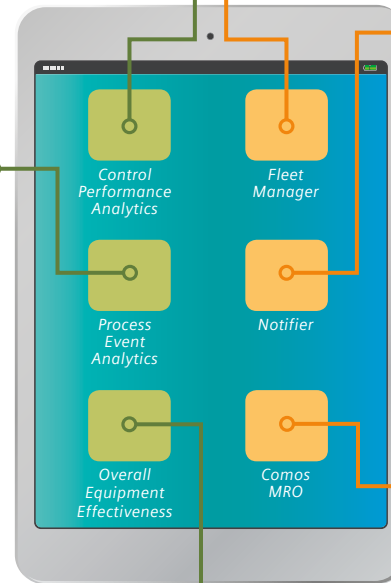 Control
Performance
Analytics
Fleet
Manager
Process
Event
Analytics
Notifier
Overall
Equipment
Effectiveness
Comos
MRO